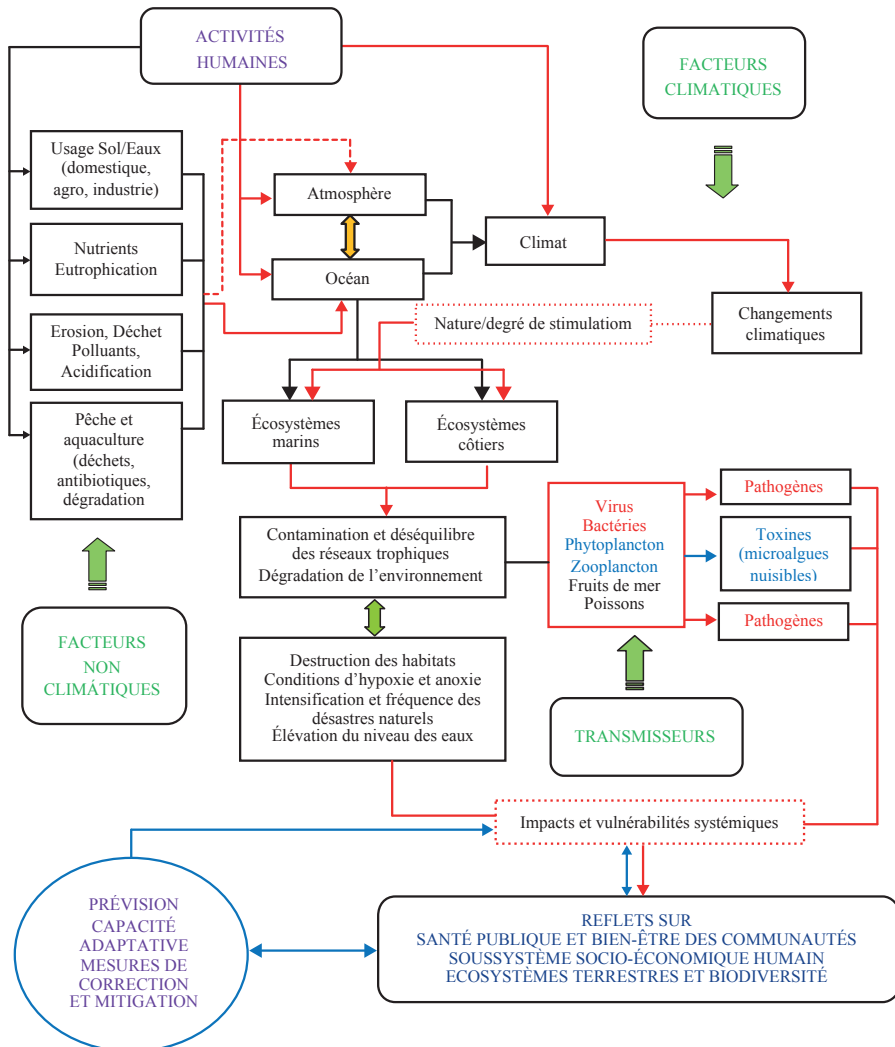 ACTIVITÉS
HUMAINES
FACTEURS
CLIMATIQUES
Usage Sol/Eaux
(domestique,
agro, industrie)
Nutrients
Eutrophication
Erosion, Déchet
Polluants,
Acidification
Pêche et
aquaculture
(déchets,
antibiotiques,
dégradation
Atmosphère
Océan
Climat
Nature/degré de stimulatiom
Changements
climatiques
Écosystèmes
marins
Écosystèmes
côtiers
Contamination et déséquilibre
des réseaux trophiques
Dégradation de l’environnement
Virus
Bactéries
Phytoplancton
Zooplancton
Fruits de mer
Poissons
Pathogènes
Toxines
(microalgues
nuisibles)
Pathogènes
FACTEURS
NON
CLIMÁTIQUES
Destruction des habitats
Conditions d’hypoxie et anoxie
Intensification et fréquence des
désastres naturels
Élévation du niveau des eaux
TRANSMISSEURS
Impacts et vulnérabilités systémiques
PRÉVISION
CAPACITÉ
ADAPTATIVE
MESURES DE
CORRECTION
ET MITIGATION
REFLETS SUR
SANTÉ PUBLIQUE ET BIEN-ÊTRE DES COMMUNAUTÉS
SOUSSYSTÈME SOCIO-ÉCONOMIQUE HUMAIN
ECOSYSTÈMES TERRESTRES ET BIODIVERSITÉ